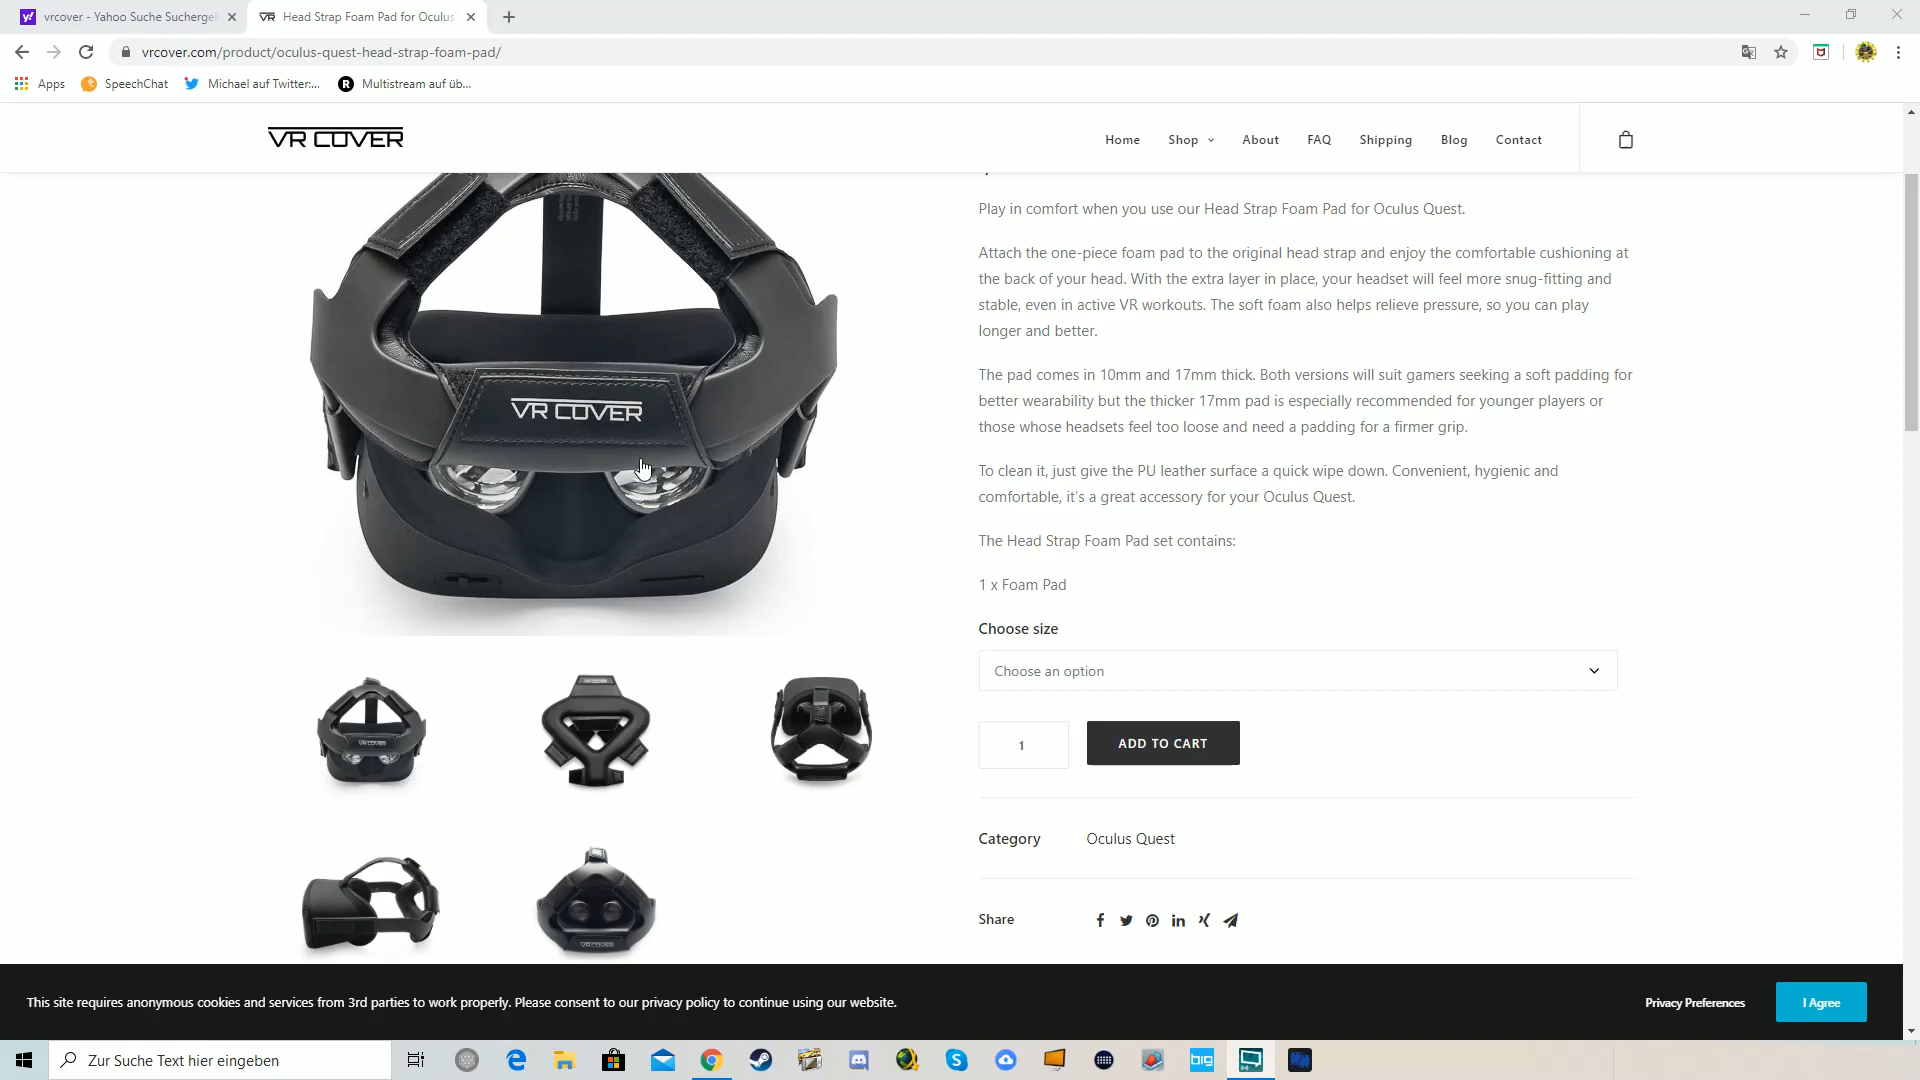 vrcover - Yahoo Suche Sucherge
Head Strap Foam Pad for Oculus
vrcover.com/product/oculus-quest-head-strap-foam-pad/
Apps
SpeechChat
Michael auf Twitter:...
Multistream auf üb...
VR COVER
Home
Shop
About
FAQ
Shipping
Blog
Contact
VR COVER
Play in comfort when you use our Head Strap Foam Pad for Oculus Quest.
Attach the one-piece foam pad to the original head strap and enjoy the comfortable cushioning at
the back of your head. With the extra layer in place, your headset will feel more snug-fitting and
stable, even in active VR workouts. The soft foam also helps relieve pressure, so you can play
longer and better.
The pad comes in 10mm and 17mm thick. Both versions will suit gamers seeking a soft padding for
better wearability but the thicker 17mm pad is especially recommended for younger players or
those whose headsets feel too loose and need a padding for a firmer grip.
To clean it, just give the PU leather surface a quick wipe down. Convenient, hygienic and
comfortable, it's a great accessory for your Oculus Quest.
The Head Strap Foam Pad set contains:
1 x Foam Pad
Choose size
Choose an option
1
ADD TO CART
Category
Oculus Quest
Share
VR COVER
VR COVER
VR COVER
This site requires anonymous cookies and services from 3rd parties to work properly. Please consent to our privacy policy to continue using our website.
Privacy Preferences
I Agree
Zur Suche Text hier eingeben
big